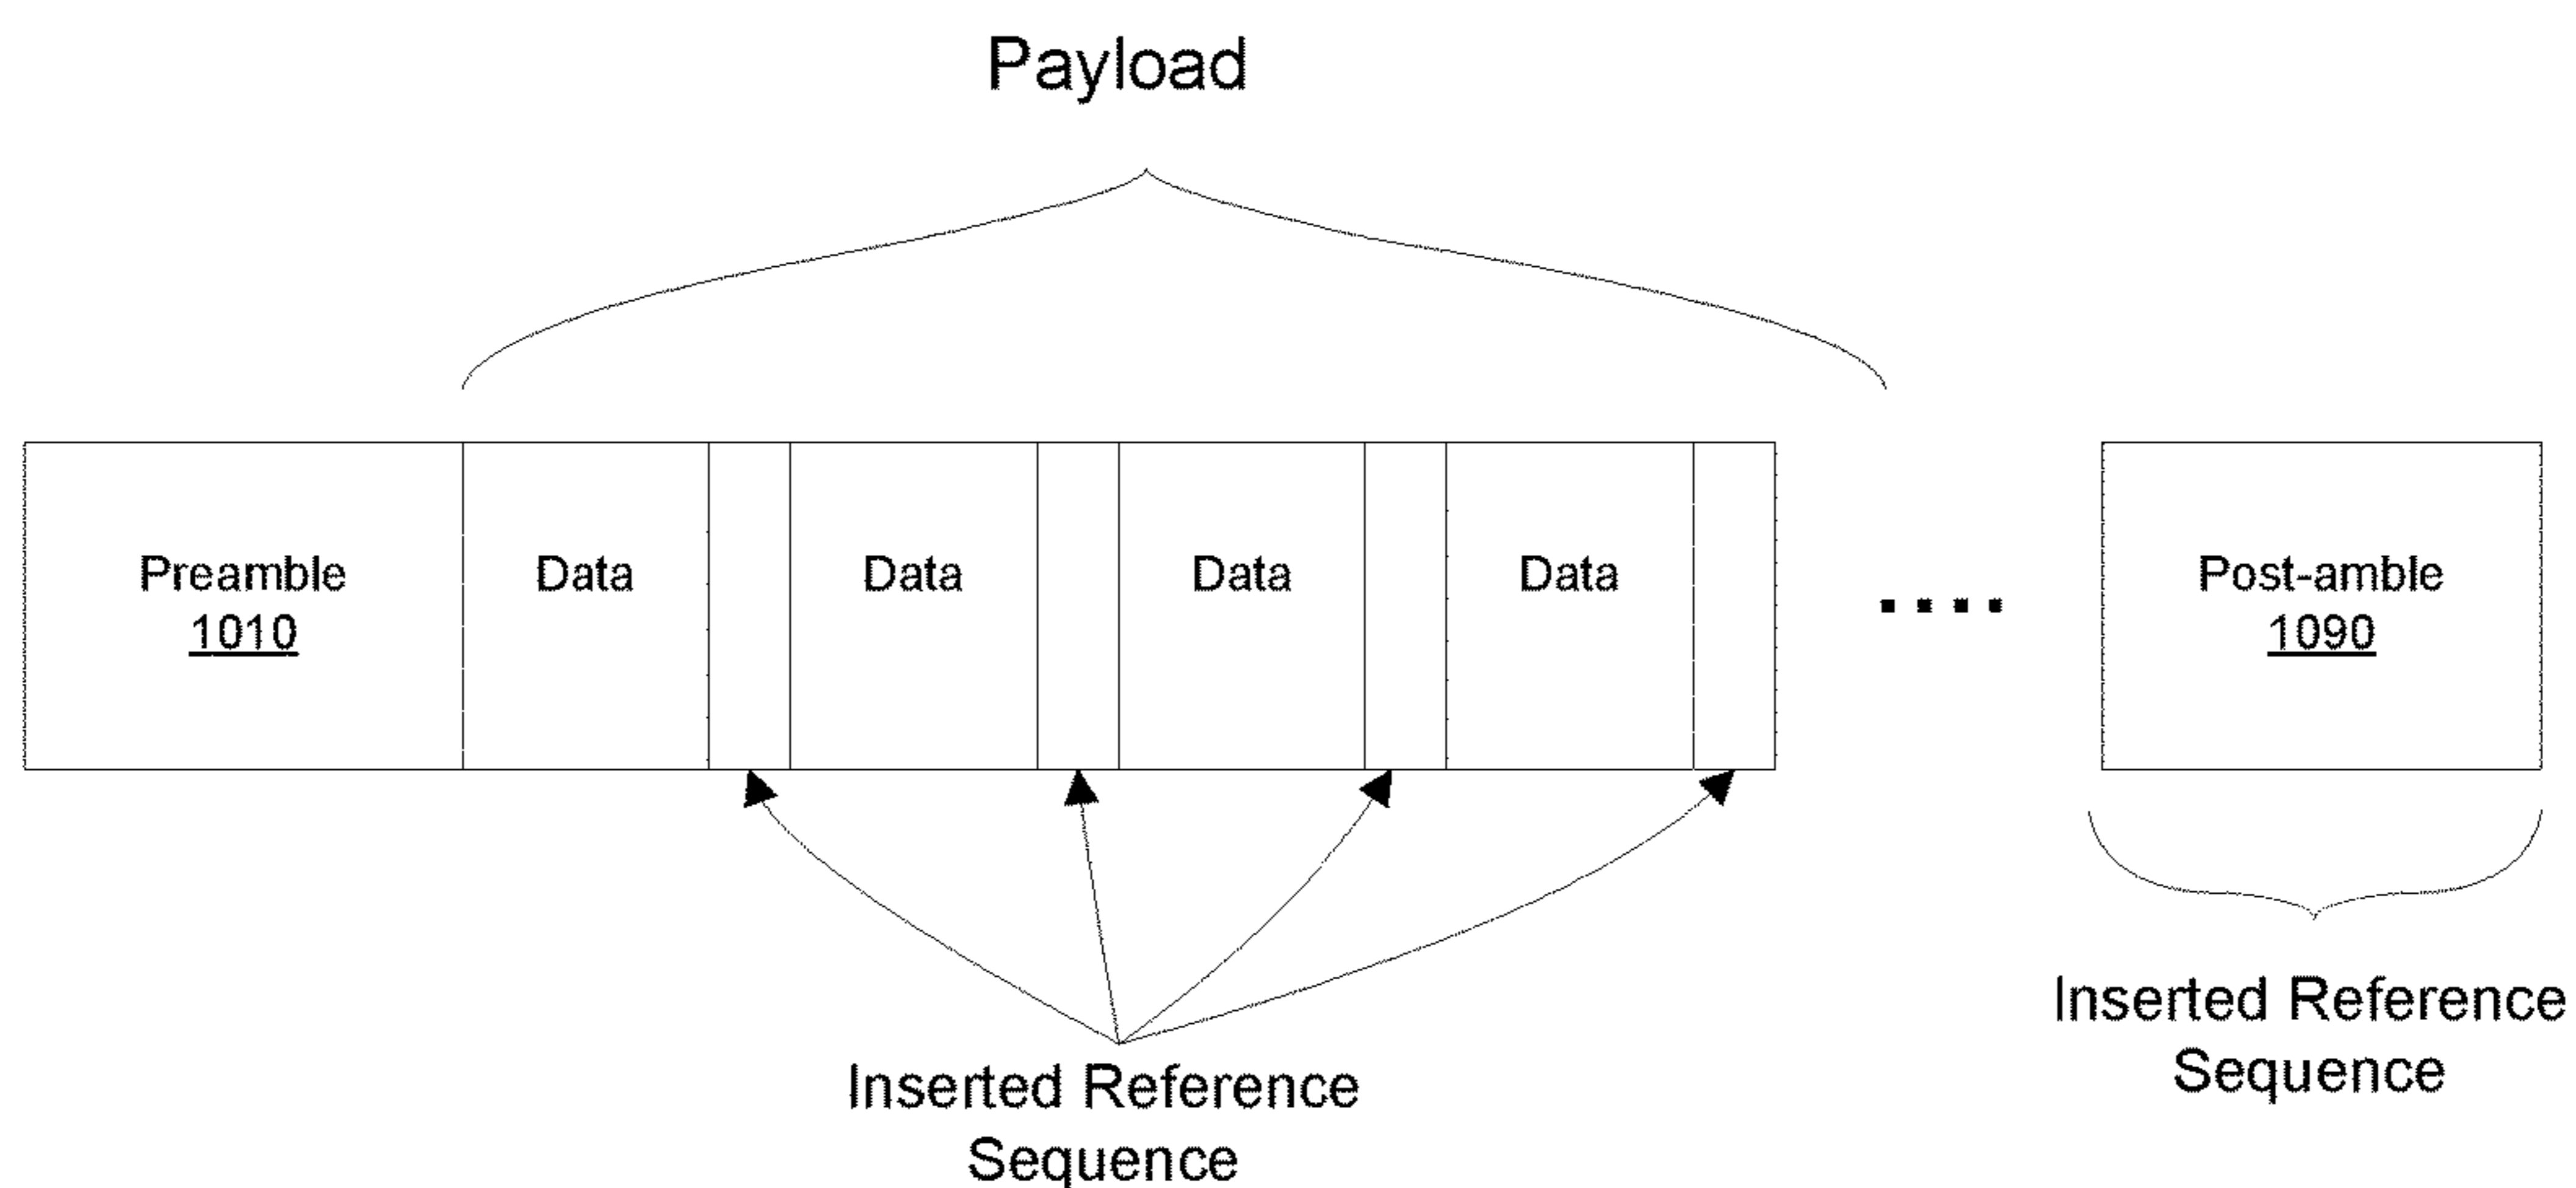 Payload
Preamble
1010
Data
Data
Data
Data
Post-amble
1090
Inserted Reference
Sequence
Inserted Reference
Sequence